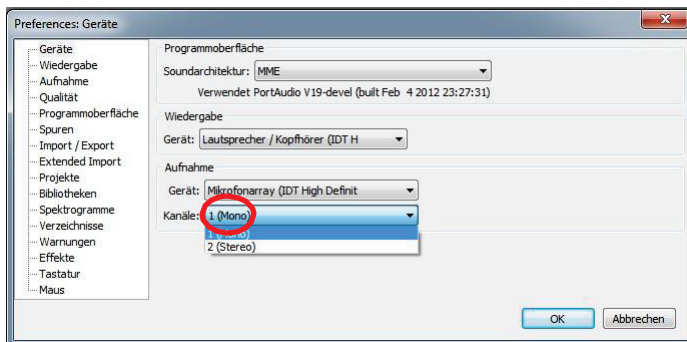 Preferences: Geräte
Geräte
Wiedergabe
Aufnahme
Qualität
Programmoberfläche
Spuren
Import / Export
Extended Import
Projekte
Bibliotheken
Spektrogramme
Verzeichnisse
Warnungen
Effekte
Tastatur
Maus
Programmoberfläche
Soundarchitektur: MME
Verwendet PortAudio V19-devel (built Feb 4 2012 23:27:31)
Wiedergabe
Gerät: Lautsprecher / Kopfhörer (IDT H
Aufnahme
Gerät: Mikrofonarray (IDT High Definit
Kanäle: 1 (Mono)
1 (Mono)
2 (Stereo)
OK Abbrechen